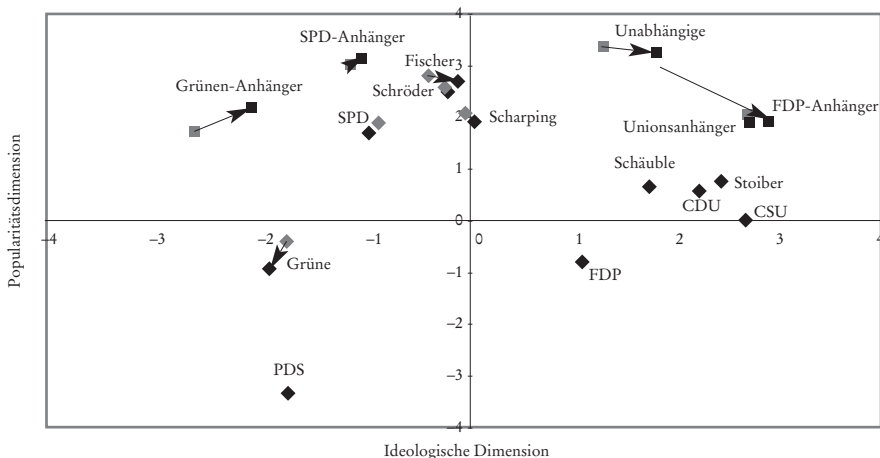 4
SPD-Anhänger
Unabhängige
Fischer
3
Grünen-Anhänger
Schröder
FDP-Anhänger
SPD
2
Scharping
Unionsanhänger
1
Schäuble
Stoiber
CDU
CSU
0
–4
–3
–2
–1
0
1
2
3
4
Grüne
FDP
–1
–2
PDS
–3
–4
Popularitätsdimension
Ideologische Dimension